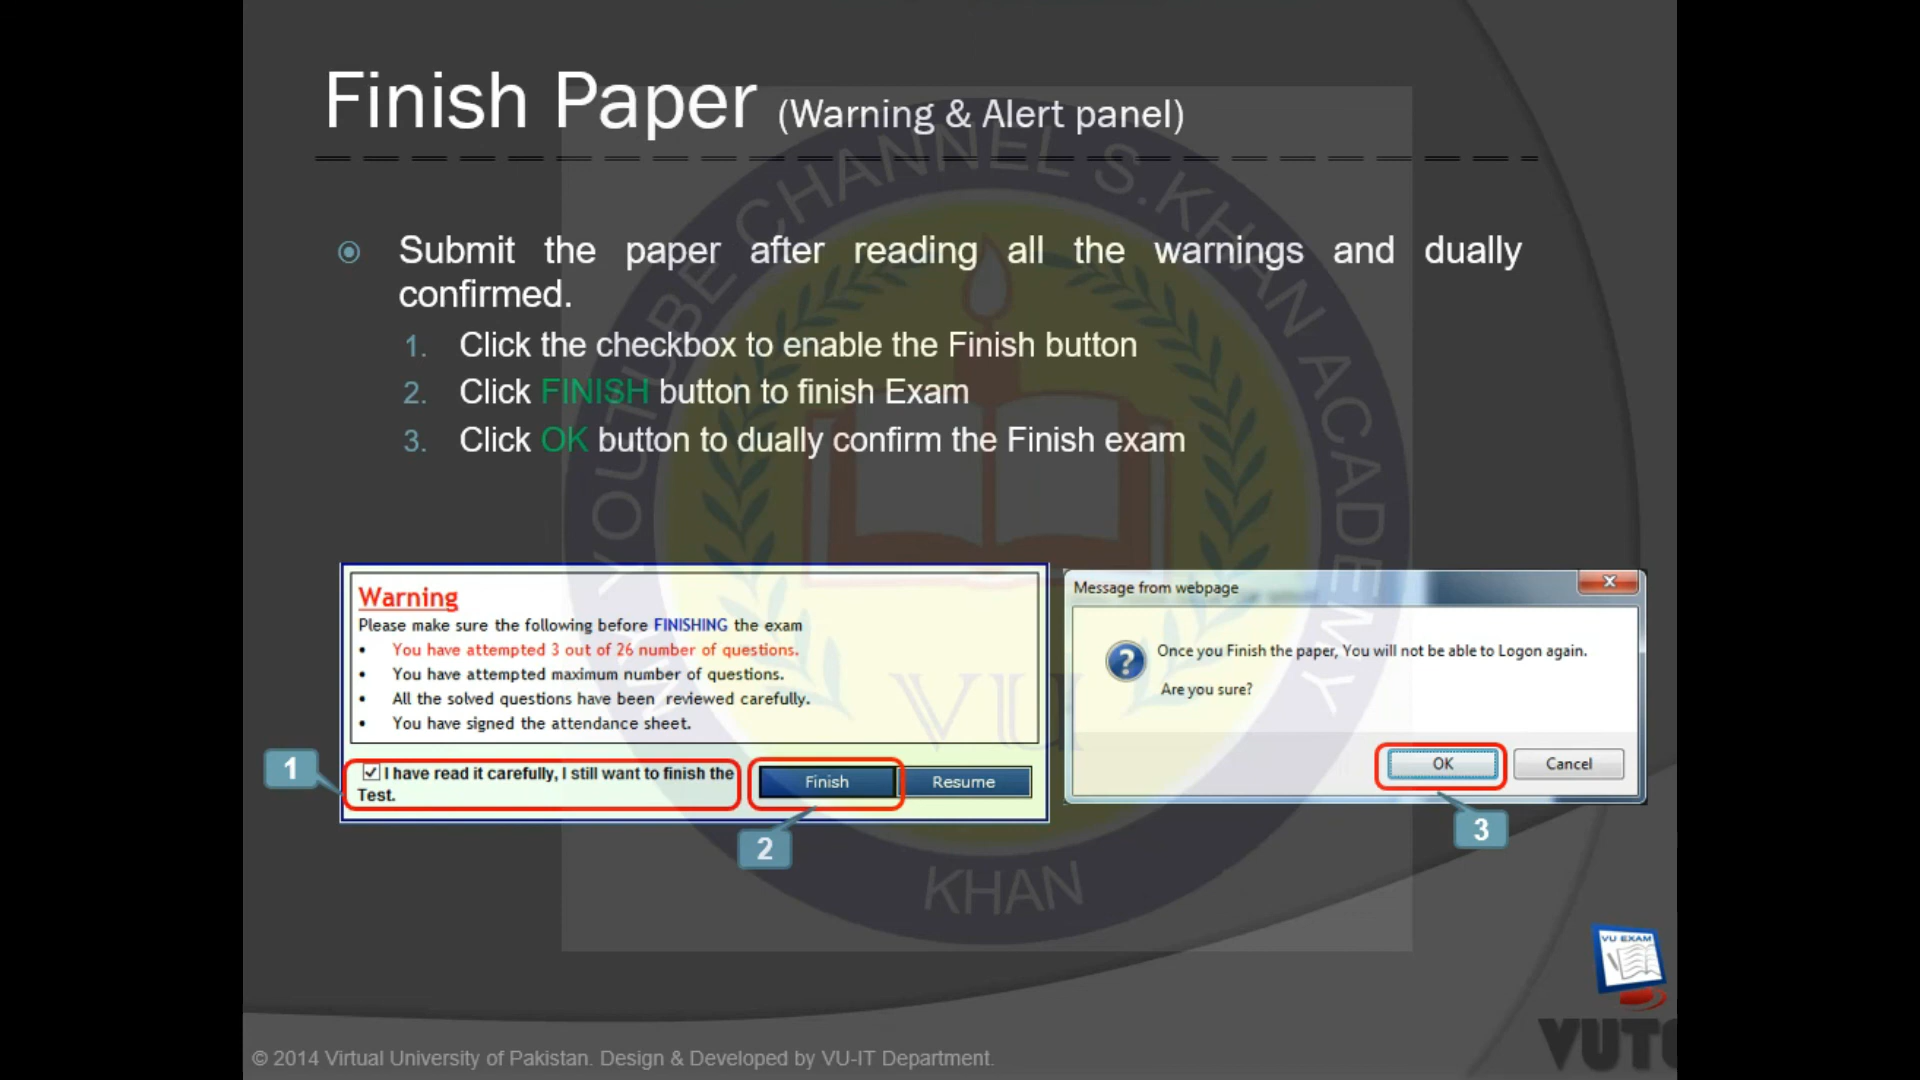 Finish Paper (Warning & Alert panel)
Submit the paper after reading all the warnings and dually
confirmed.
1. Click the checkbox to enable the Finish button
2. Click FINISH button to finish Exam
3. Click OK button to dually confirm the Finish exam
Warning
Please make sure the following before FINISHING the exam
• You have attempted 3 out of 26 number of questions.
• You have attempted maximum number of questions.
• All the solved questions have been reviewed carefully.
• You have signed the attendance sheet.
I have read it carefully, I still want to finish the
Test.
Finish
Resume
1
2
Message from webpage
Once you Finish the paper, You will not be able to Logon again.
Are you sure?
OK
Cancel
3
YOUTUBE CHANNEL S.KHAN ACADEMY
VU
KHAN
VU EXAM
© 2014 Virtual University of Pakistan. Design & Developed by VU-IT Department.